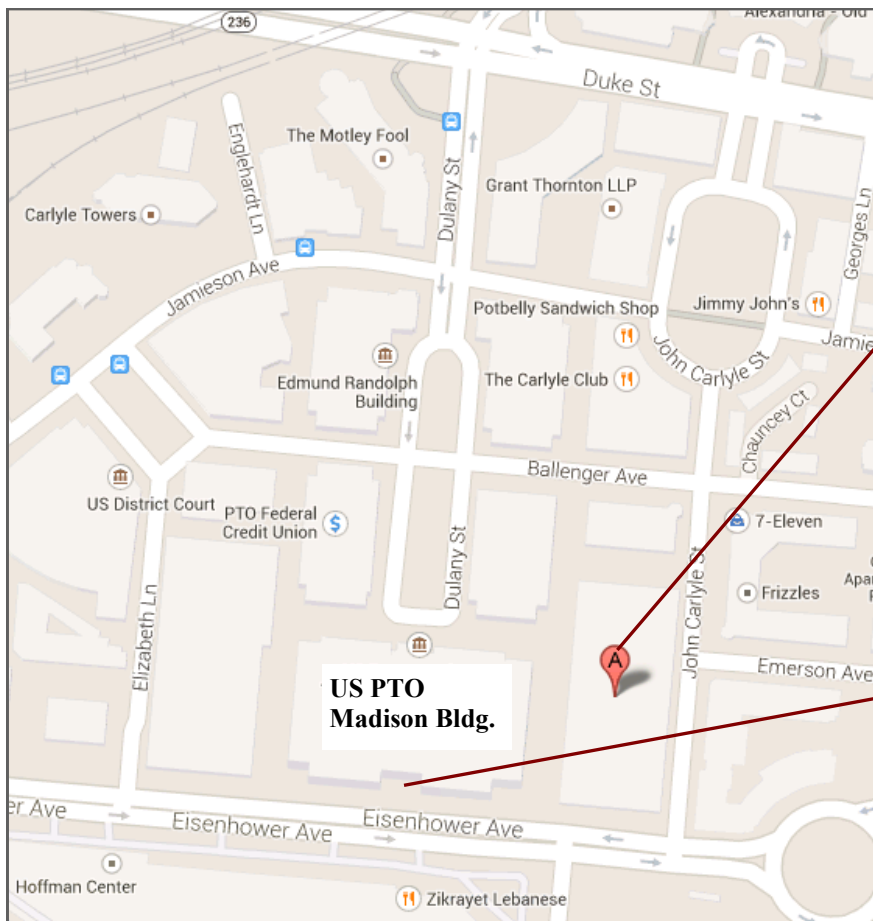 Alexandria - Old
236
Duke St
The Motley Fool
Englehardt Ln
Dulany St
Grant Thornton LLP
Carlyle Towers
Georges Ln
Jamieson Ave
Potbelly Sandwich Shop
Jimmy John's
Jamie
John Carlyle St
Edmund Randolph
Building
The Carlyle Club
Chauncey Ct
Ballenger Ave
US District Court
PTO Federal
Credit Union
$
7-Eleven
Dulany St
John Carlyle St
Apar
Frizzles
Elizabeth Ln
A
Emerson Ave
US PTO
Madison Bldg.
er Ave
Eisenhower Ave
Eisenhower Ave
Hoffman Center
Zikrayet Lebanese